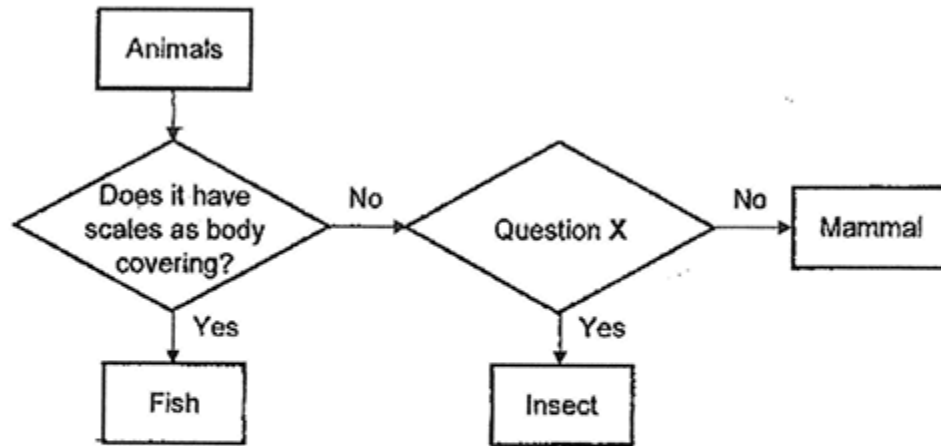 Animals
Does it have
scales as body
covering?
No
Question X
No
Mammal
Yes
Yes
Fish
Insect